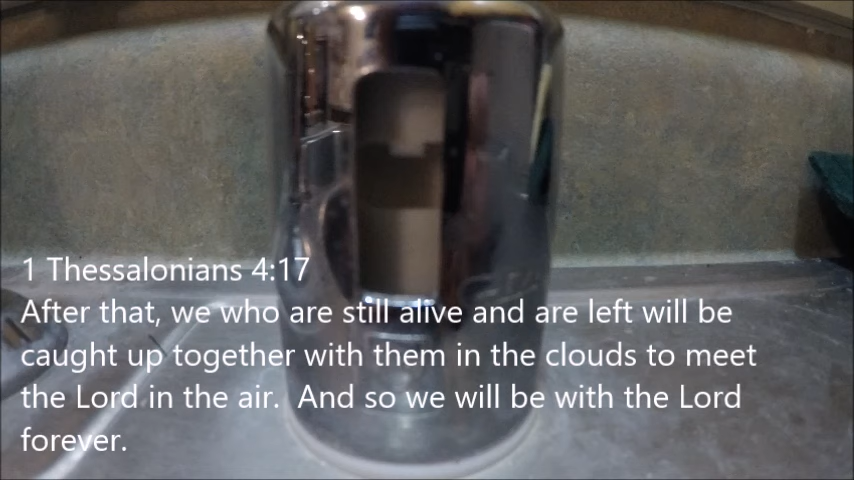 1 Thessalonians 4:17
After that, we who are still alive and are left will be
caught up together with them in the clouds to meet
the Lord in the air.  And so we will be with the Lord
forever.